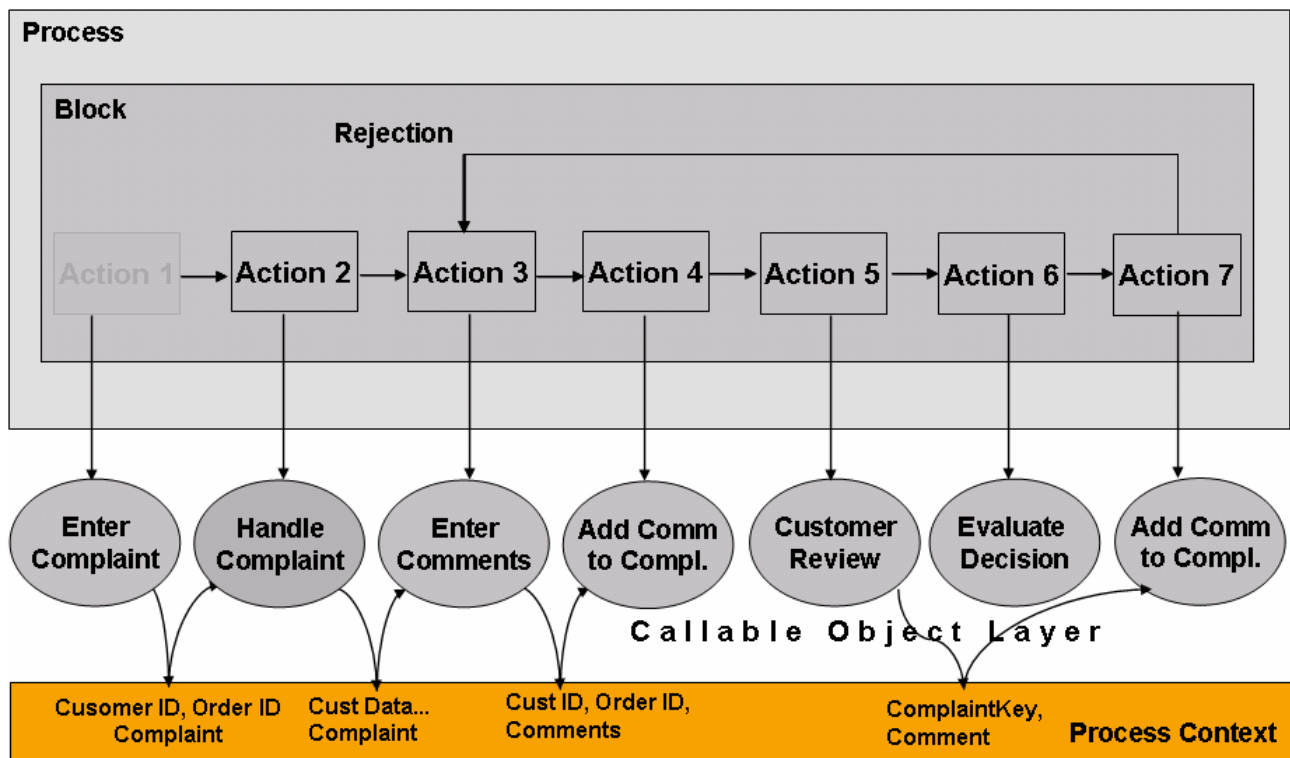 Process
Block
Rejection
Action 1
Action 2
Action 3
Action 4
Action 5
Action 6
Action 7
Enter
Complaint
Handle
Complaint
Enter
Comments
Add Comm
to Compl.
Customer
Review
Evaluate
Decision
Add Comm
to Compl.
Callable Object Layer
Cusomer ID, Order ID
Complaint
Cust Data...
Complaint
Cust ID, Order ID,
Comments
ComplaintKey,
Comment
Process Context